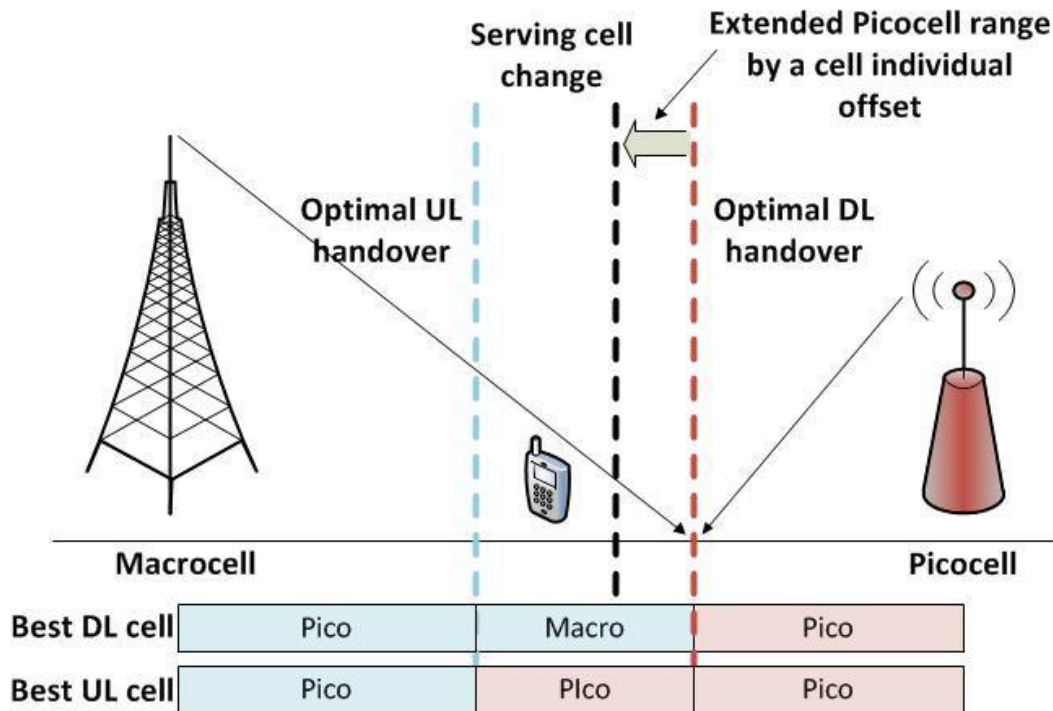 Serving cell
change
Extended Picocell range
by a cell individual
offset
Optimal UL
handover
Optimal DL
handover
Macrocell
Picocell
Best DL cell
Pico
Macro
Pico
Best UL cell
Pico
PIco
Pico